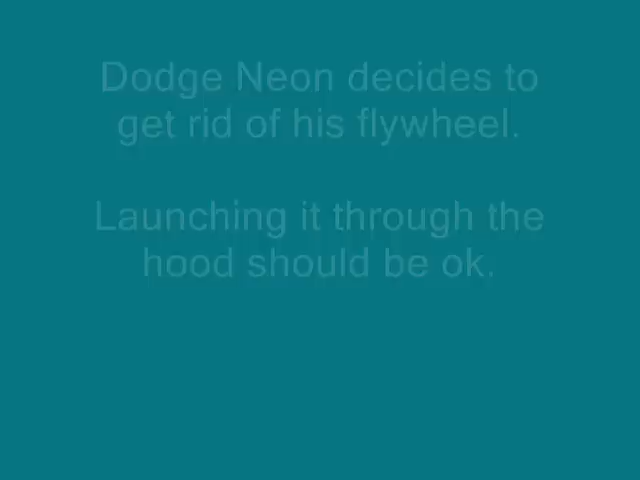 Dodge Neon decides to
get rid of his flywheel.
Launching it through the
hood should be ok.